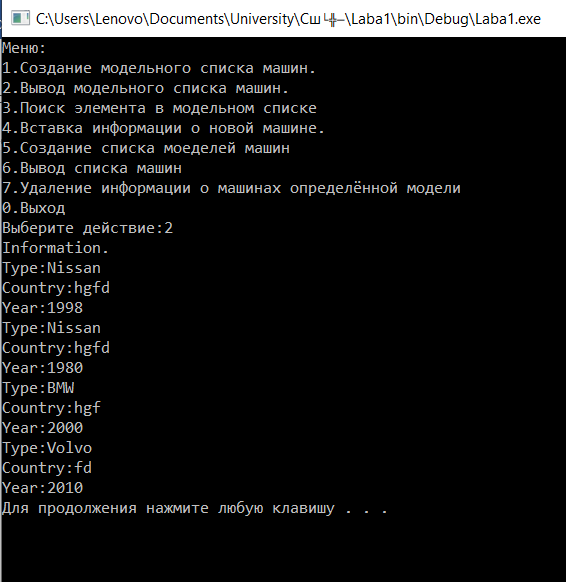 C:\Users\Lenovo\Documents\University\Сш└╬─\Laba1\bin\Debug\Laba1.exe
Меню:
1.Создание модельного списка машин.
2.Вывод модельного списка машин.
3.Поиск элемента в модельном списке
4.Вставка информации о новой машине.
5.Создание списка моеделей машин
6.Вывод списка машин
7.Удаление информации о машинах определённой модели
0.Выход
Выберите действие:2
Information.
Type:Nissan
Country:hgfd
Year:1998
Type:Nissan
Country:hgfd
Year:1980
Type:BMW
Country:hgf
Year:2000
Type:Volvo
Country:fd
Year:2010
Для продолжения нажмите любую клавишу . . .